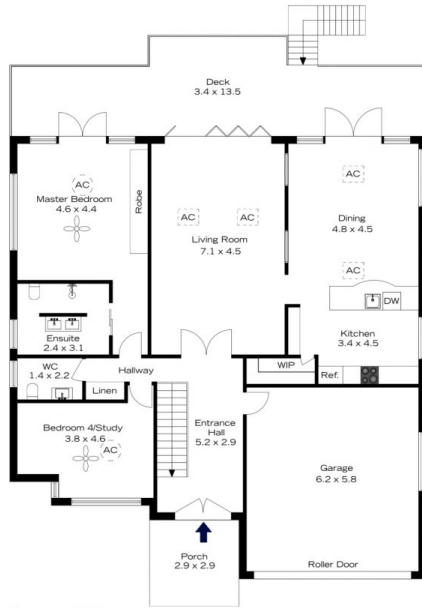 Deck
3.4 x 13.5
AC
Master Bedroom
4.6 x 4.4
Robe
AC
AC
Living Room
7.1 x 4.5
AC
Dining
4.8 x 4.5
AC
DW
Kitchen
3.4 x 4.5
Ref.
WIP
Ensuite
2.4 x 3.1
WC
1.4 x 2.2
Hallway
Linen
Bedroom 4/Study
3.8 x 4.6
AC
Entrance
Hall
5.2 x 2.9
Garage
6.2 x 5.8
Roller Door
Porch
2.9 x 2.9